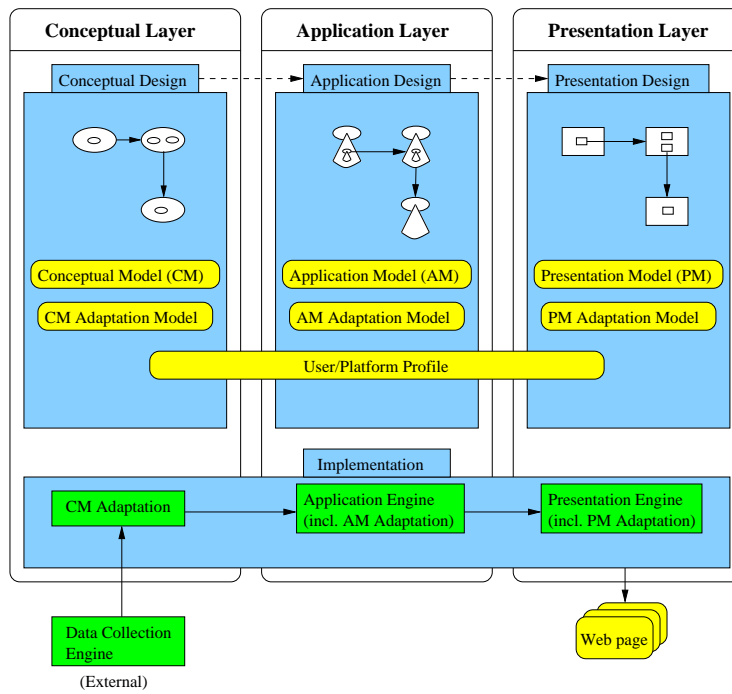 Conceptual Layer
Application Layer
Presentation Layer
Conceptual Design
Application Design
Presentation Design
Conceptual Model (CM)
Application Model (AM)
Presentation Model (PM)
CM Adaptation Model
AM Adaptation Model
PM Adaptation Model
User/Platform Profile
Implementation
CM Adaptation
Application Engine
(incl. AM Adaptation)
Presentation Engine
(incl. PM Adaptation)
Data Collection
Engine
(External)
Web page